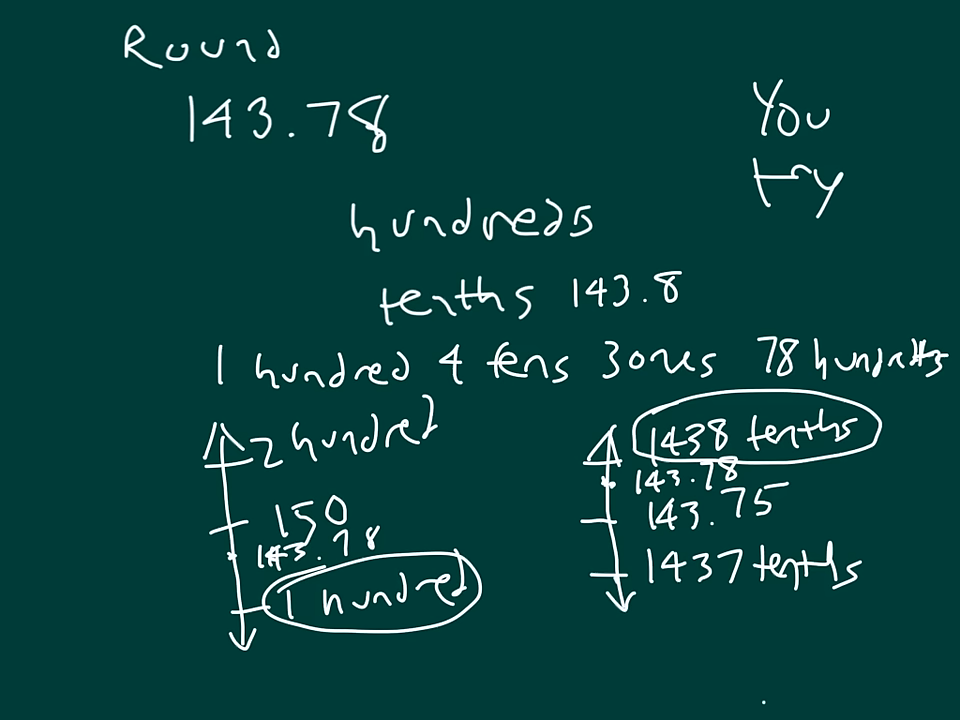 Round
143.78
You
try
hundreds
tenths 143.8
1 hundred 4 tens 3 ones 78 hundredths
2 hundred
150
143.78
1 hundred
1438 tenths
143.78
143.75
1437 tenths